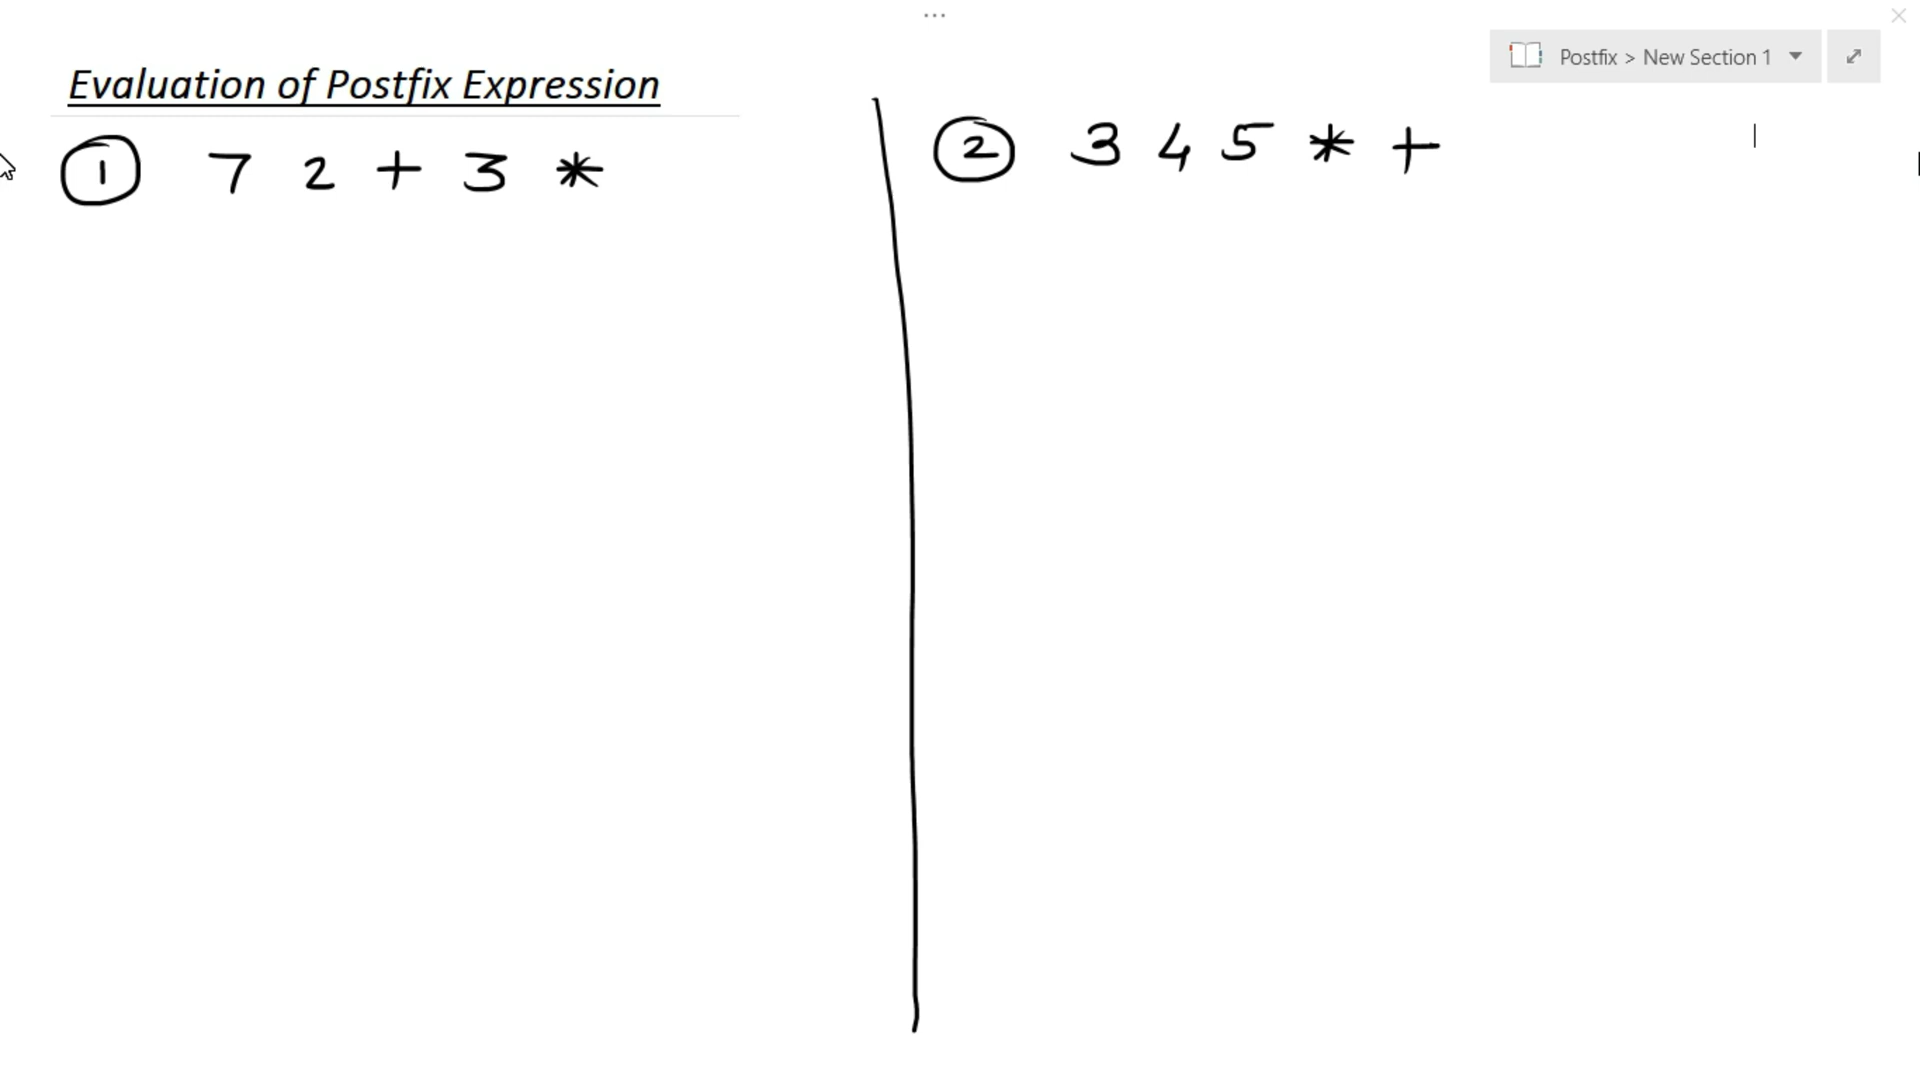 Evaluation of Postfix Expression
Postfix > New Section 1
① 7 2 + 3 *
② 3 4 5 * +